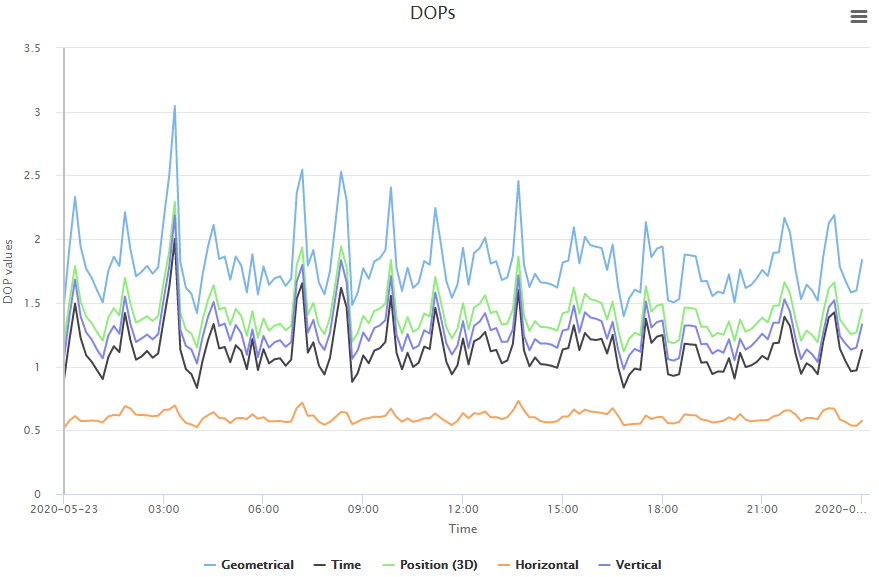 DOPs
3.5
3
2.5
2
1.5
1
0.5
0
DOP values
2020-05-23 03:00 06:00 09:00 12:00 15:00 18:00 21:00 2020-0...
Time
Geometrical Time Position (3D) Horizontal Vertical